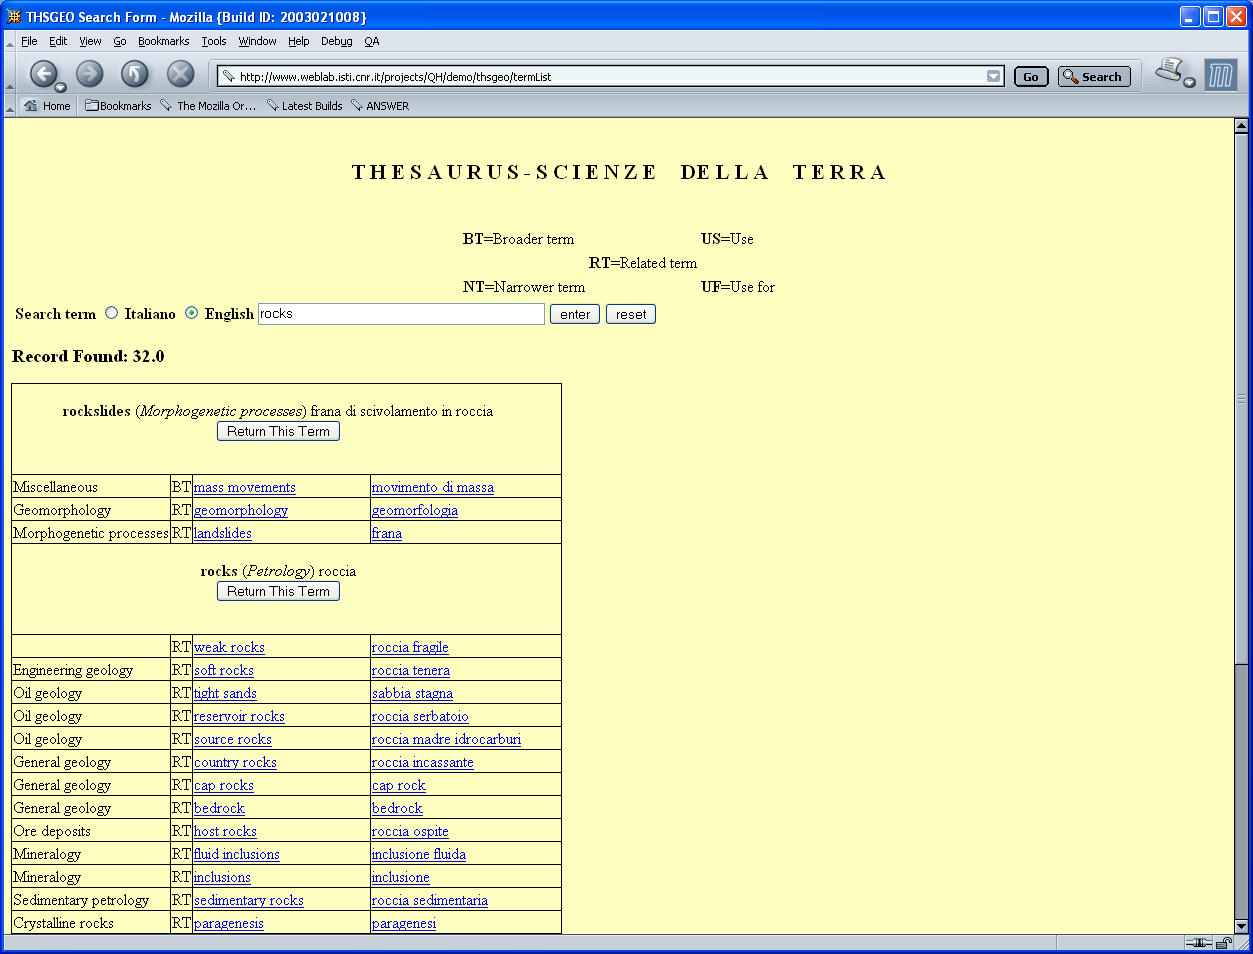 THSGEO Search Form - Mozilla {Build ID: 2003021008}
File Edit View Go Bookmarks Tools Window Help Debug QA
http://www.weblab.isti.cnr.it/projects/QH/demo/thsgeo/termList Go Search
Home Bookmarks The Mozilla Or... Latest Builds ANSWER
THESAURUS-SCIENZE DELLA TERRA
BT=Broader term US=Use
RT=Related term
NT=Narrower term UF=Use for
Search term Italiano English rocks enter reset
Record Found: 32.0
rockslides (Morphogenetic processes) frana di scivolamento in roccia
Return This Term
Miscellaneous BT mass movements movimento di massa
Geomorphology RT geomorphology geomorfologia
Morphogenetic processes RT landslides frana
rocks (Petrology) roccia
Return This Term
RT weak rocks roccia fragile
Engineering geology RT soft rocks roccia tenera
Oil geology RT tight sands sabbia stagna
Oil geology RT reservoir rocks roccia serbatoio
Oil geology RT source rocks roccia madre idrocarburi
General geology RT country rocks roccia incassante
General geology RT cap rocks cap rock
General geology RT bedrock bedrock
Ore deposits RT host rocks roccia ospite
Mineralogy RT fluid inclusions inclusione fluida
Mineralogy RT inclusions inclusione
Sedimentary petrology RT sedimentary rocks roccia sedimentaria
Crystalline rocks RT paragenesis paragenesi